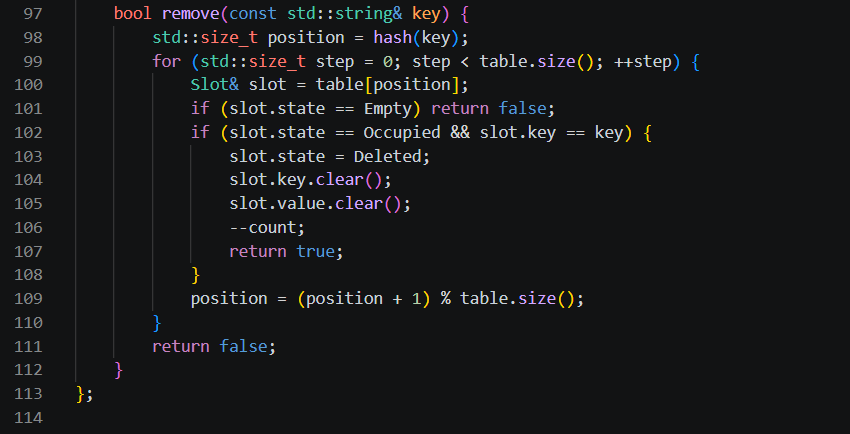 97 bool remove(const std::string& key) {
98 std::size_t position = hash(key);
99 for (std::size_t step = 0; step < table.size(); ++step) {
100 Slot& slot = table[position];
101 if (slot.state == Empty) return false;
102 if (slot.state == Occupied && slot.key == key) {
103 slot.state = Deleted;
104 slot.key.clear();
105 slot.value.clear();
106 --count;
107 return true;
108 }
109 position = (position + 1) % table.size();
110 }
111 return false;
112 }
113 };
114